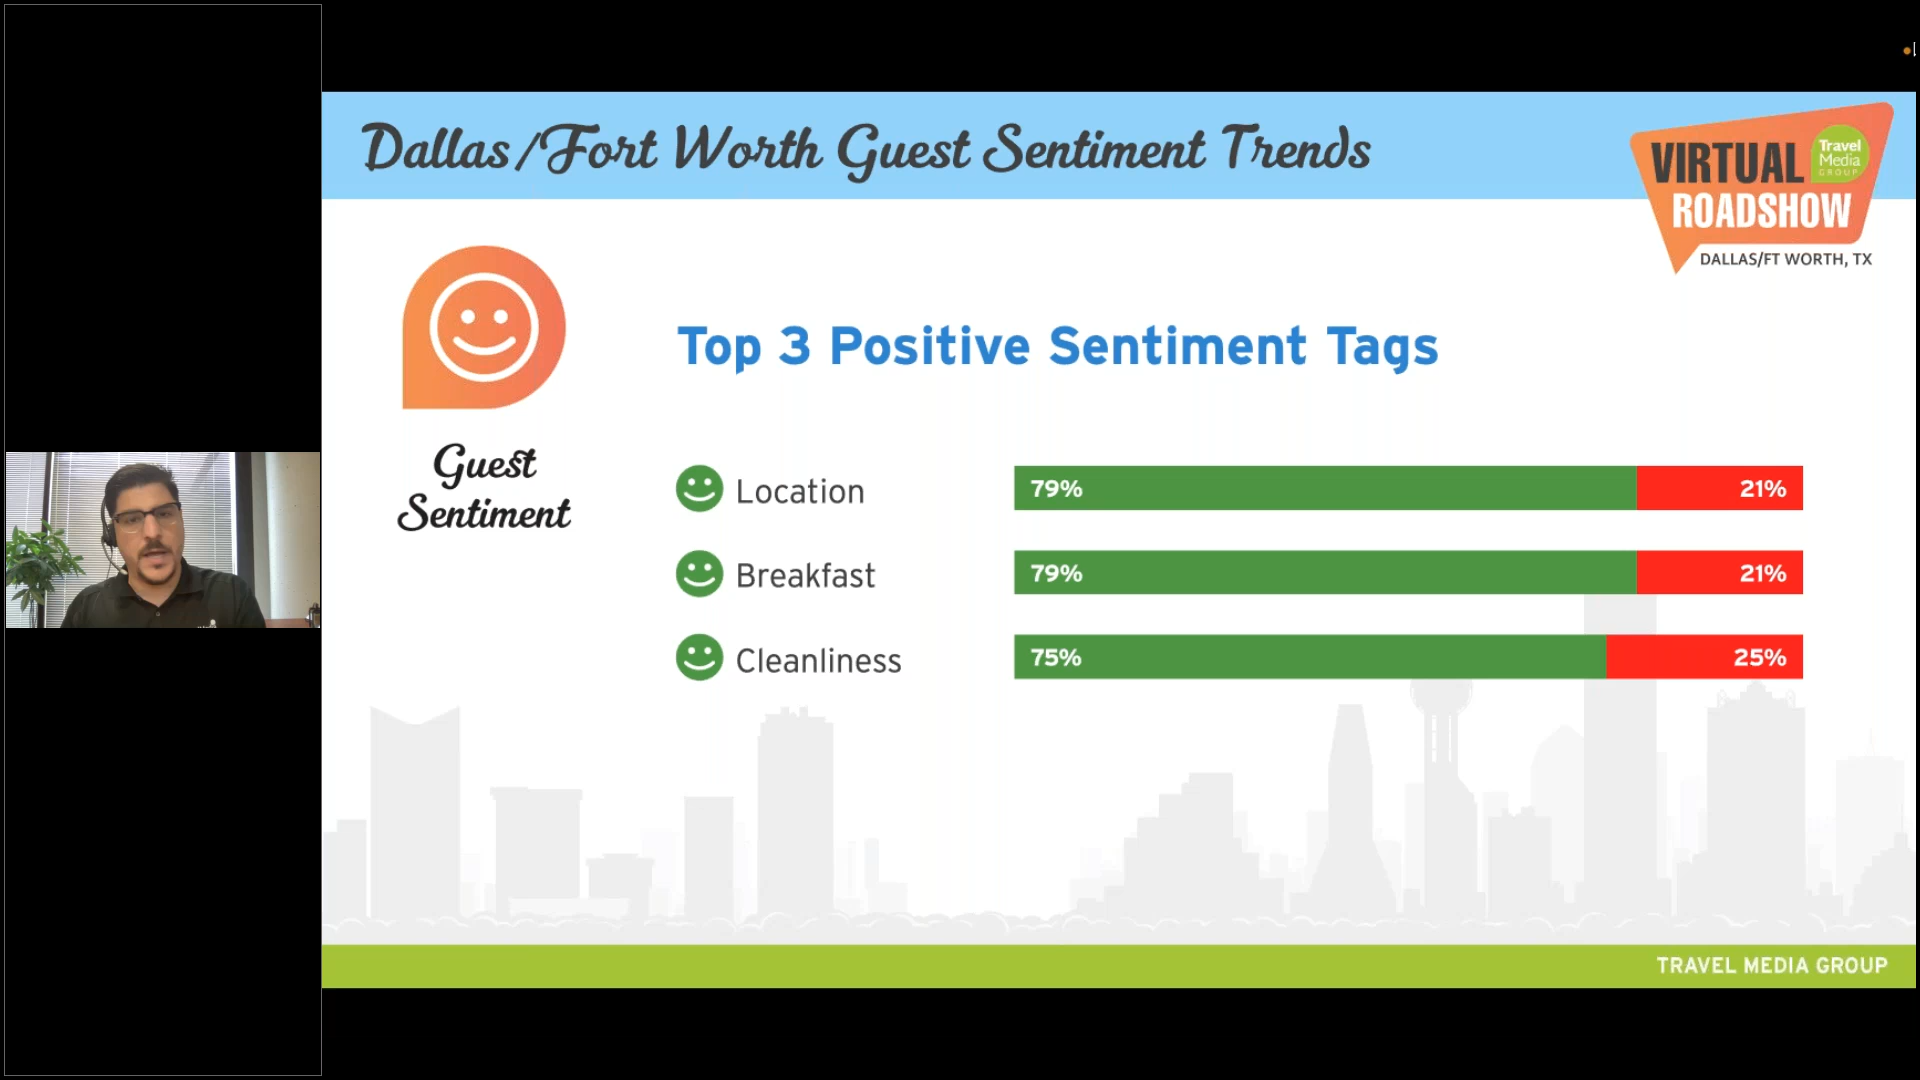 Dallas/Fort Worth Guest Sentiment Trends
VIRTUAL
Travel
Media
GROUP
ROADSHOW
DALLAS/FT WORTH, TX
Guest
Sentiment
Top 3 Positive Sentiment Tags
Location 79% 21%
Breakfast 79% 21%
Cleanliness 75% 25%
TRAVEL MEDIA GROUP